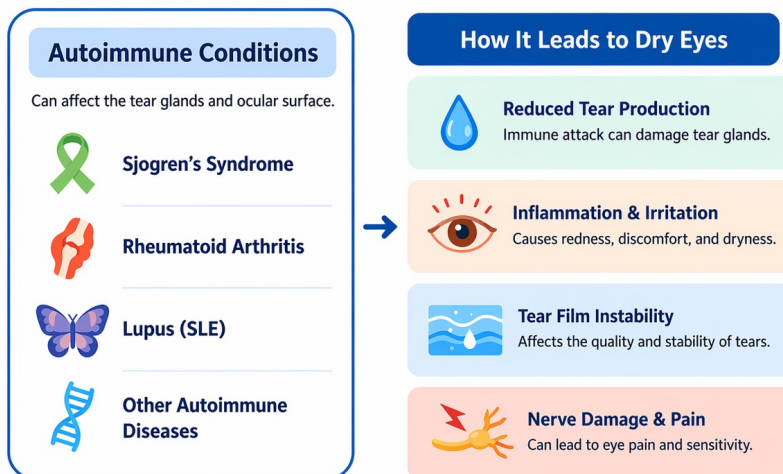 Autoimmune Conditions
Can affect the tear glands and ocular surface.
Sjogren's Syndrome
Rheumatoid Arthritis
Lupus (SLE)
Other Autoimmune
Diseases
How It Leads to Dry Eyes
Reduced Tear Production
Immune attack can damage tear glands.
Inflammation & Irritation
Causes redness, discomfort, and dryness.
Tear Film Instability
Affects the quality and stability of tears.
Nerve Damage & Pain
Can lead to eye pain and sensitivity.